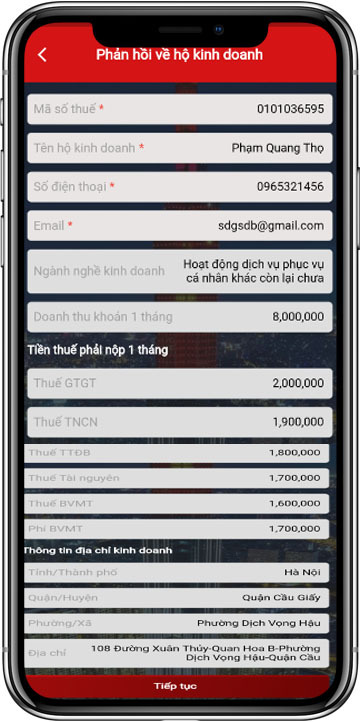 Phản hồi về hộ kinh doanh
Mã số thuế * 0101036595
Tên hộ kinh doanh * Phạm Quang Thọ
Số điện thoại * 0965321456
Email * sdgsdb@gmail.com
Ngành nghề kinh doanh Hoạt động dịch vụ phục vụ
cá nhân khác còn lại chưa
Doanh thu khoán 1 tháng 8,000,000
Tiền thuế phải nộp 1 tháng
Thuế GTGT 2,000,000
Thuế TNCN 1,900,000
Thuế TTĐB 1,800,000
Thuế Tài nguyên 1,700,000
Thuế BVMT 1,600,000
Phí BVMT 1,700,000
Thông tin địa chỉ kinh doanh
Tỉnh/Thành phố Hà Nội
Quận/Huyện Quận Cầu Giấy
Phường/Xã Phường Dịch Vọng Hậu
Địa chỉ 108 Đường Xuân Thủy-Quan Hoa B-Phường
Dịch Vọng Hậu-Quận Cầu
Tiếp tục